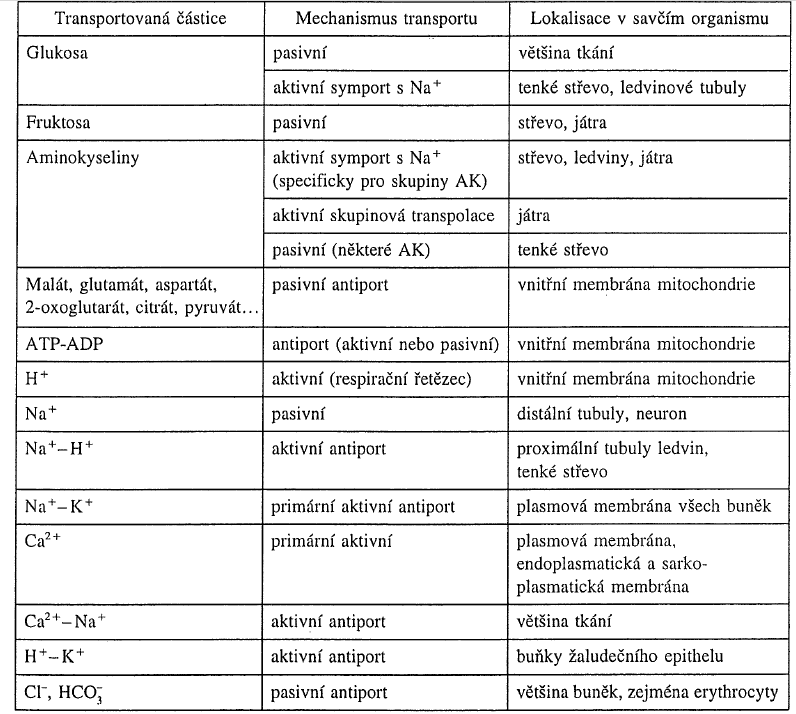 Transportovaná částice Mechanismus transportu Lokalisace v savčím organismu
Glukosa pasivní většina tkání
aktivní symport s Na⁺ tenké střevo, ledvinové tubuly
Fruktosa pasivní střevo, játra
Aminokyseliny aktivní symport s Na⁺ střevo, ledviny, játra
(specificky pro skupiny AK)
aktivní skupinová transpolace játra
pasivní (některé AK) tenké střevo
Malát, glutamát, aspartát, pasivní antiport vnitřní membrána mitochondrie
2-oxoglutarát, citrát, pyruvát...
ATP-ADP antiport (aktivní nebo pasivní) vnitřní membrána mitochondrie
H⁺ aktivní (respirační řetězec) vnitřní membrána mitochondrie
Na⁺ pasivní distální tubuly, neuron
Na⁺–H⁺ aktivní antiport proximální tubuly ledvin,
tenké střevo
Na⁺–K⁺ primární aktivní antiport plasmová membrána všech buněk
Ca²⁺ primární aktivní plasmová membrána,
endoplasmatická a sarko-
plasmatická membrána
Ca²⁺–Na⁺ aktivní antiport většina tkání
H⁺–K⁺ aktivní antiport buňky žaludečního epithelu
Cl⁻, HCO₃⁻ pasivní antiport většina buněk, zejména erythrocyty